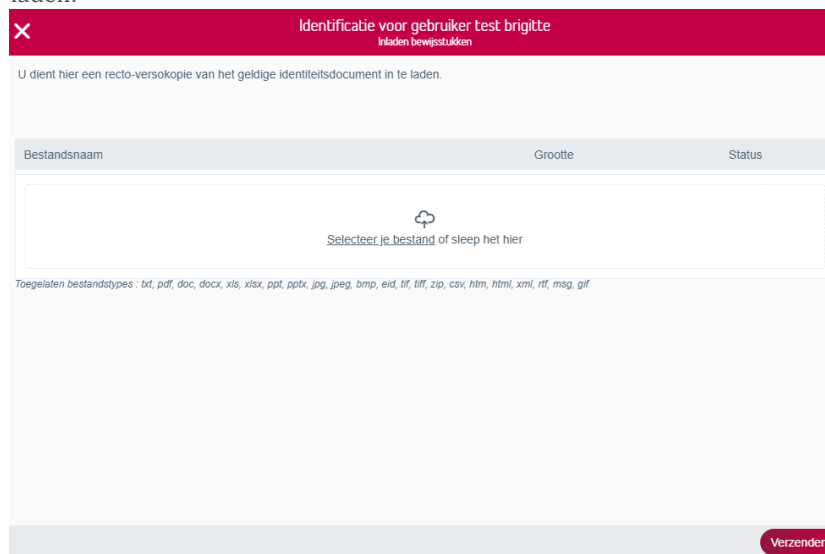 laden.
Identificatie voor gebruiker test brigitte
Inladen bewijsstukken
U dient hier een recto-versokopie van het geldige identiteitsdocument in te laden.
Bestandsnaam Grootte Status
Selecteer je bestand of sleep het hier
Toegelaten bestandstypes : txt, pdf, doc, docx, xls, xlsx, ppt, pptx, jpg, jpeg, bmp, eid, tif, tiff, zip, csv, htm, html, xml, rtf, msg, gif
Verzenden